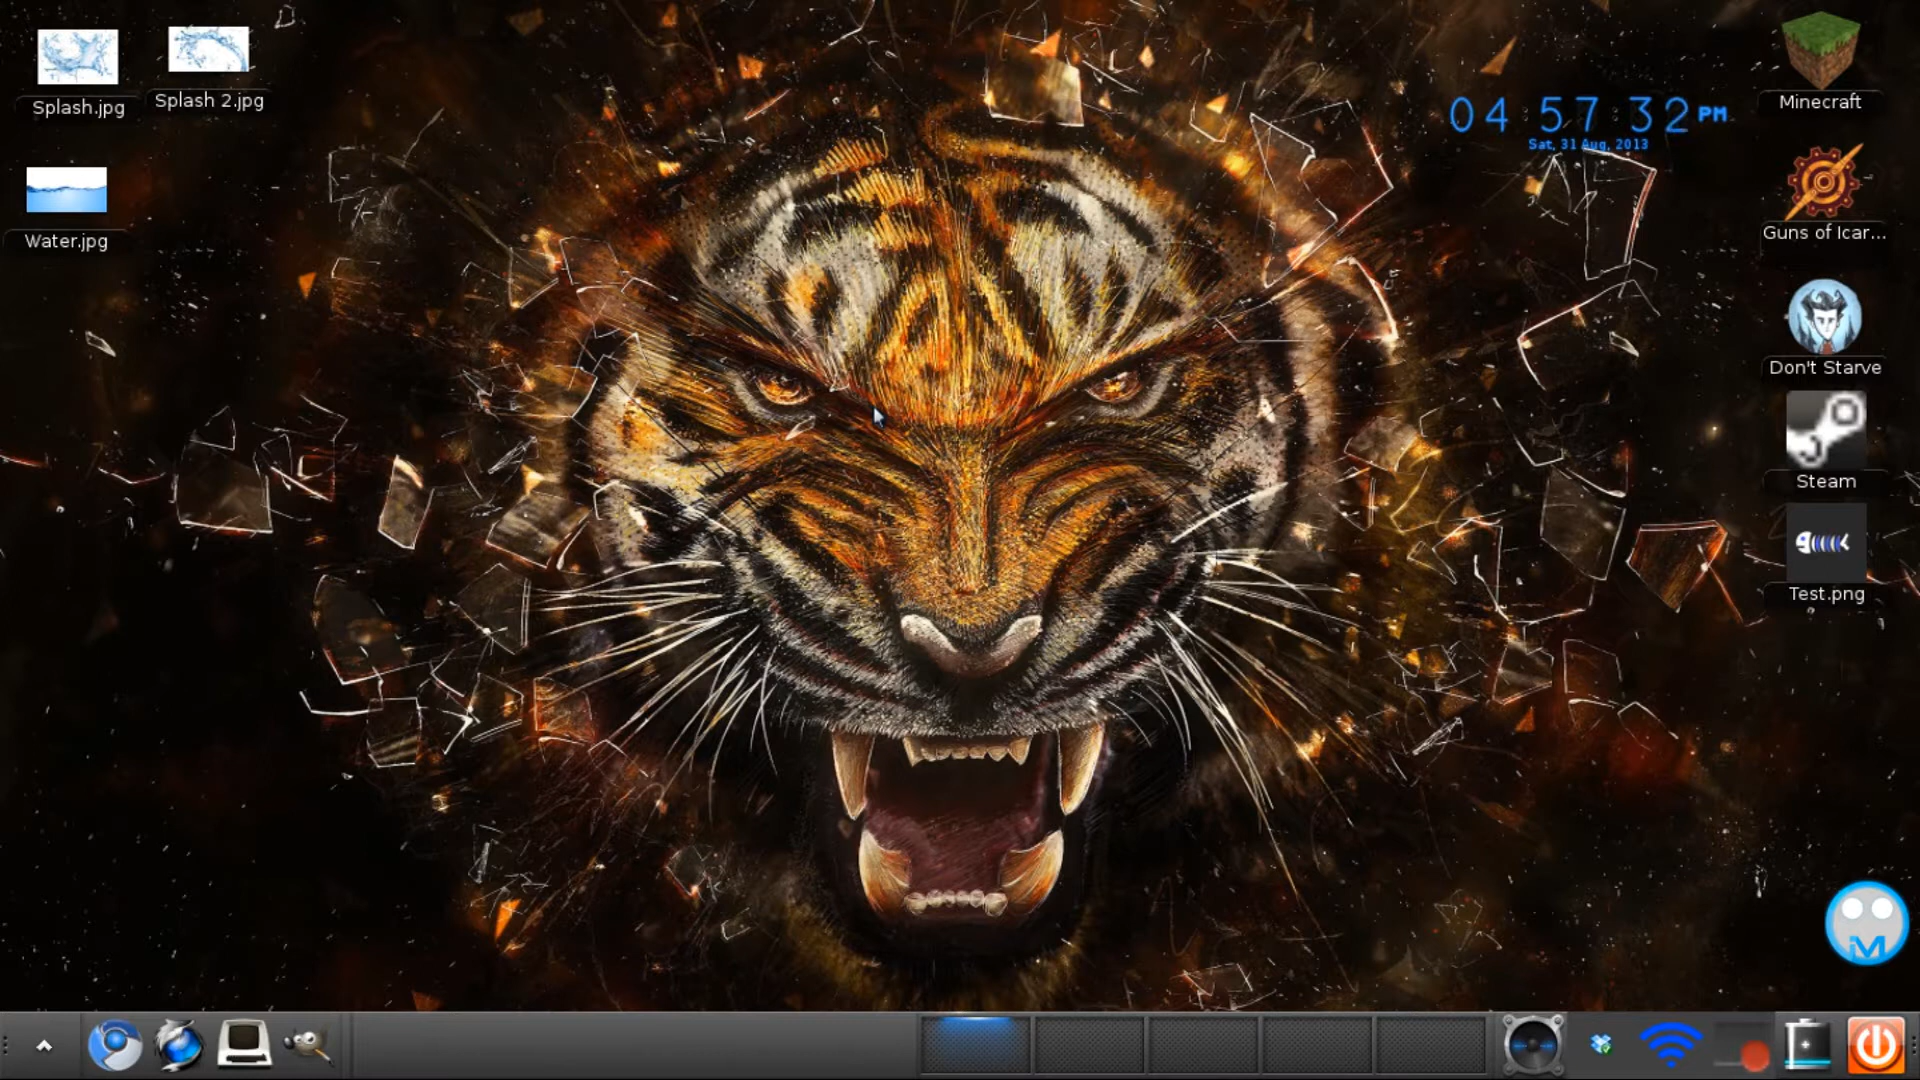 Splash.jpg
Splash 2.jpg
Water.jpg
04 : 57 : 32 PM
Sat, 31 Aug, 2013
Minecraft
Guns of Icar...
Don't Starve
Steam
Test.png
iM